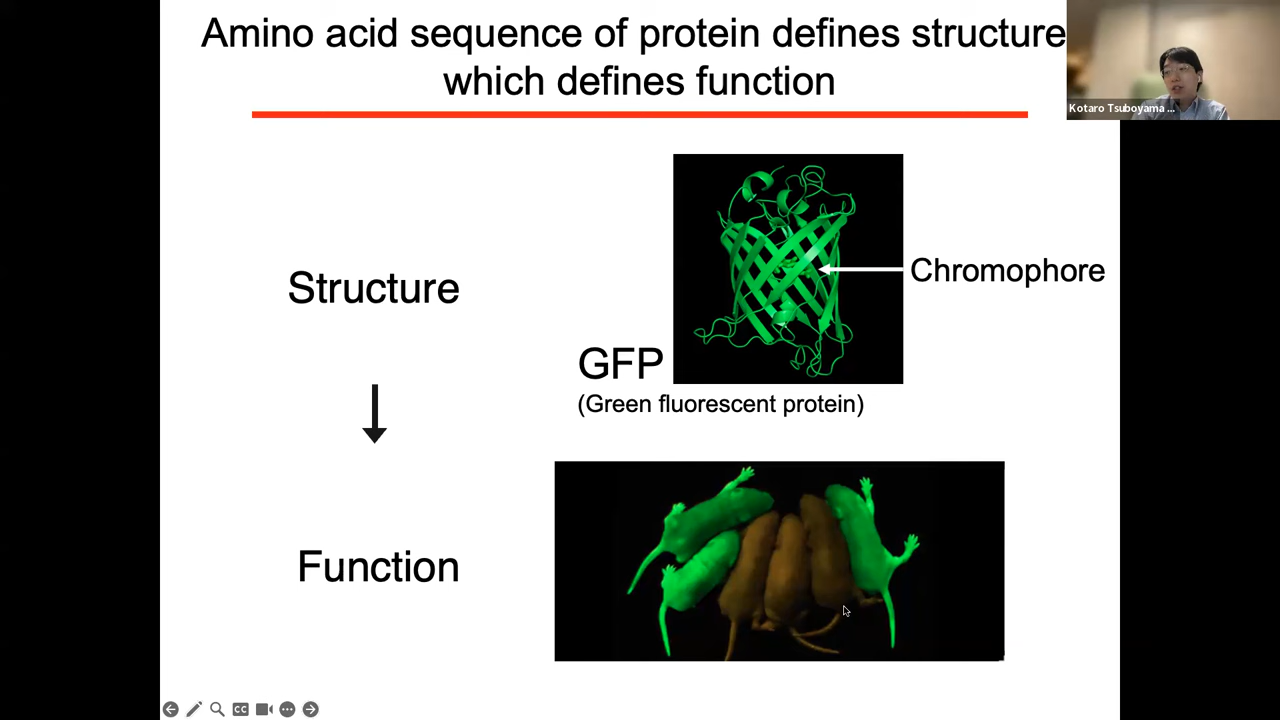 Amino acid sequence of protein defines structure
which defines function
Kotaro Tsuboyama ...
Structure
Chromophore
GFP
(Green fluorescent protein)
Function
CC